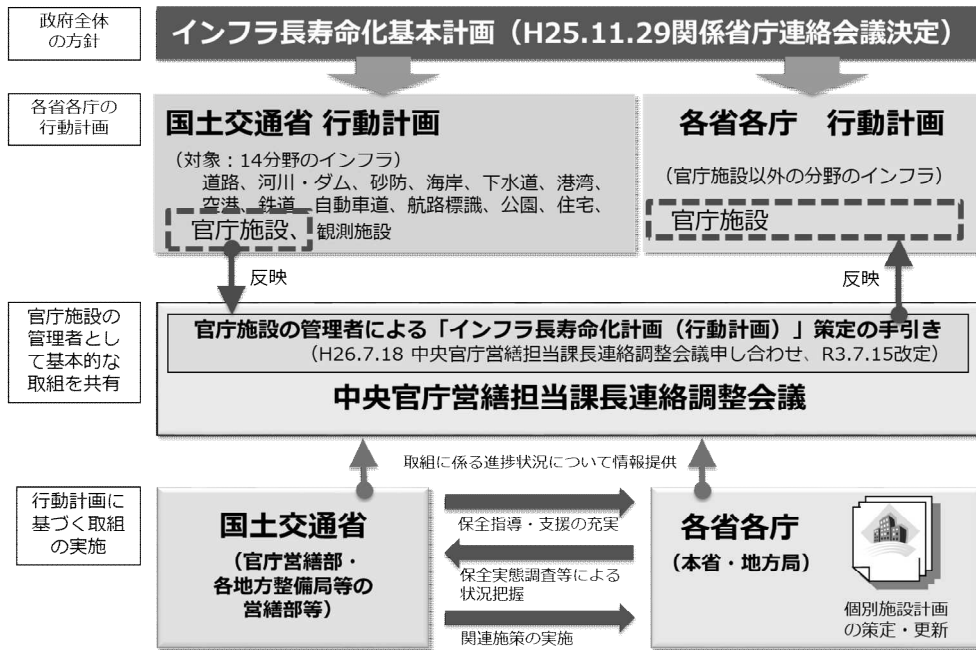 政府全体
の方針
インフラ長寿命化基本計画（H25.11.29関係省庁連絡会議決定）
各省各庁の
行動計画
国土交通省 行動計画
（対象：14分野のインフラ）
道路、河川・ダム、砂防、海岸、下水道、港湾、
空港、鉄道、自動車道、航路標識、公園、住宅、
官庁施設、観測施設
各省各庁　行動計画
（官庁施設以外の分野のインフラ）
官庁施設
反映
反映
官庁施設の
管理者とし
て基本的な
取組を共有
官庁施設の管理者による「インフラ長寿命化計画（行動計画）」策定の手引き
（H26.7.18 中央官庁営繕担当課長連絡調整会議申し合わせ、R3.7.15改定）
中央官庁営繕担当課長連絡調整会議
取組に係る進捗状況について情報提供
行動計画に
基づく取組
の実施
国土交通省
（官庁営繕部・
各地方整備局等の
営繕部等）
保全指導・支援の充実
保全実態調査等による
状況把握
関連施策の実施
各省各庁
（本省・地方局）
個別施設計画
の策定・更新